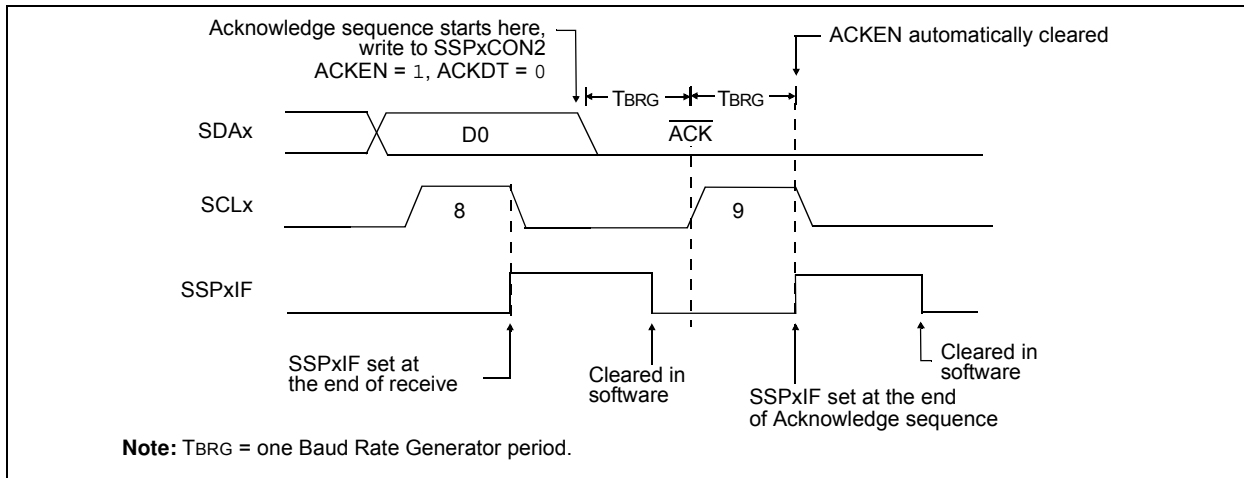 Acknowledge sequence starts here,
write to SSPxCON2
ACKEN = 1, ACKDT = 0
ACKEN automatically cleared
TBRG
TBRG
SDAx
D0
ACK
SCLx
8
9
SSPxIF
SSPxIF set at
the end of receive
Cleared in
software
SSPxIF set at the end
of Acknowledge sequence
Cleared in
software
Note: TBRG = one Baud Rate Generator period.